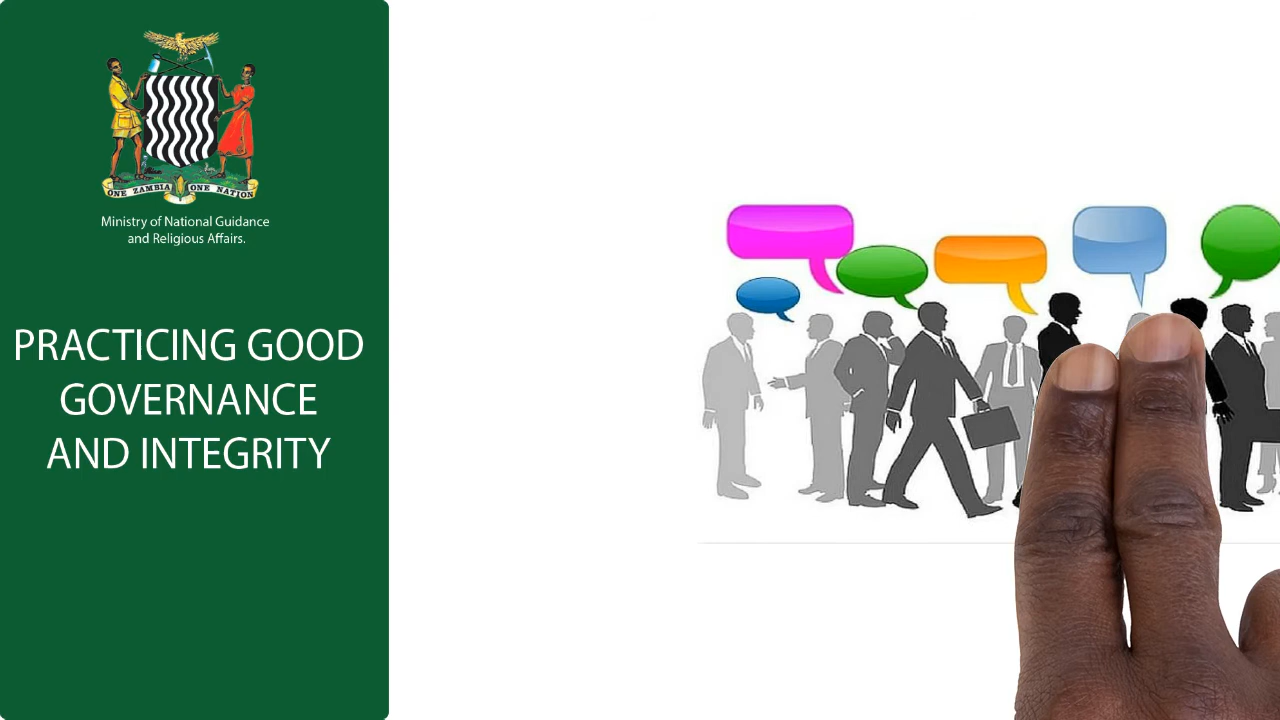 ONE ZAMBIA ONE NATION
Ministry of National Guidance
and Religious Affairs.
PRACTICING GOOD
GOVERNANCE
AND INTEGRITY